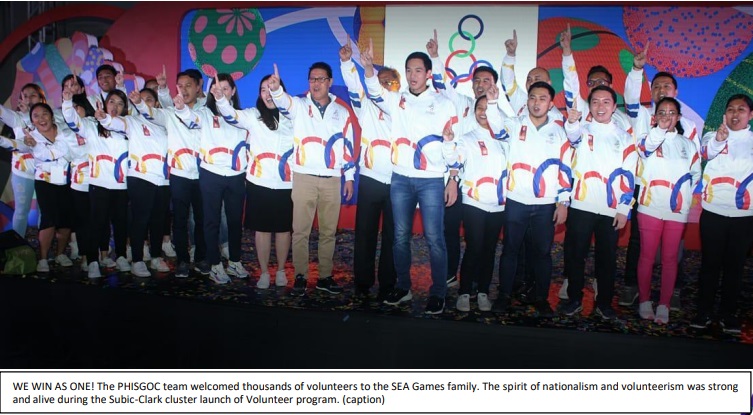 WE WIN AS ONE! The PHISGOC team welcomed thousands of volunteers to the SEA Games family. The spirit of nationalism and volunteerism was strong
and alive during the Subic-Clark cluster launch of Volunteer program. (caption)